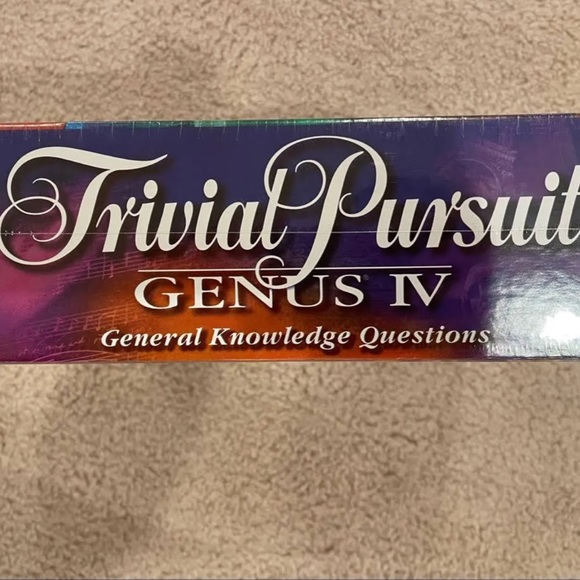 Trivial Pursuit
GENUS IV
General Knowledge Questions